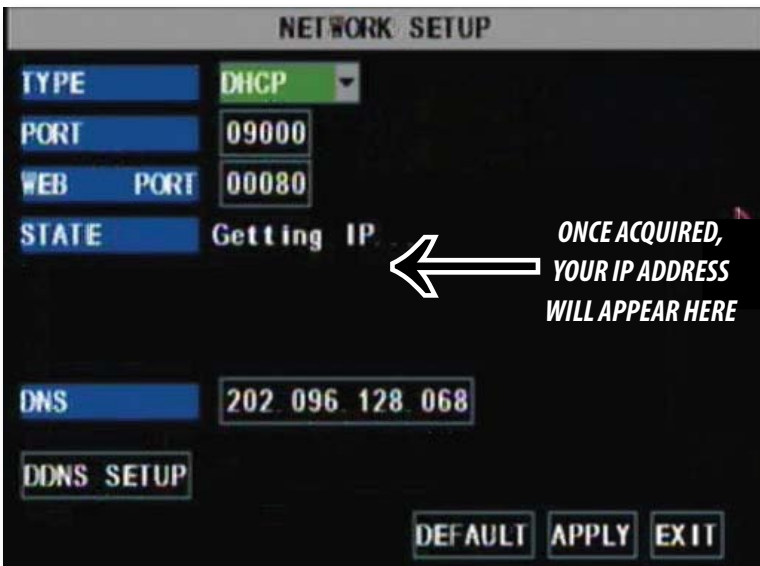 NETWORK SETUP
TYPE DHCP
PORT 09000
WEB PORT 00080
STATE Getting IP...
ONCE ACQUIRED,
YOUR IP ADDRESS
WILL APPEAR HERE
DNS 202.096.128.068
DDNS SETUP
DEFAULT APPLY EXIT